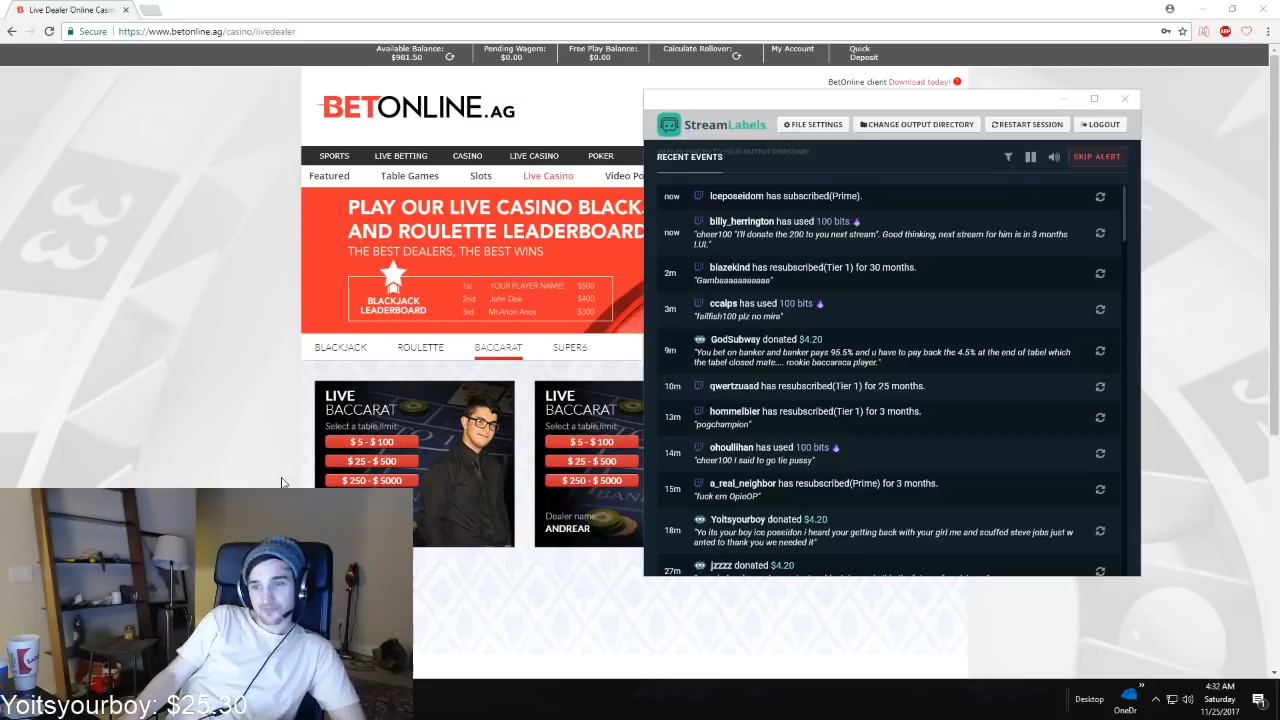 Live Dealer Online Casin
Secure | https://www.betonline.ag/casino/livedealer
Available Balance: Pending Wagers: Free Play Balance: Calculate Rollover: My Account Quick
$981.50 $0.00 $0.00 Deposit
BetOnline client Download today! ?
BETONLINE.AG
SPORTS LIVE BETTING CASINO LIVE CASINO POKER
Featured Table Games Slots Live Casino Video Po
PLAY OUR LIVE CASINO BLACKJ
AND ROULETTE LEADERBOARD
THE BEST DEALERS, THE BEST WINS
BLACKJACK
LEADERBOARD
1st YOUR PLAYER NAME! $500
2nd John Doe $400
3rd Mr.Anon Anos $300
BLACKJACK ROULETTE BACCARAT SUPER6
LIVE
BACCARAT
Select a table limit:
$ 5 - $ 100
$ 25 - $ 500
$ 250 - $ 5000
LIVE
BACCARAT
Select a table limit:
$ 5 - $ 100
$ 25 - $ 500
$ 250 - $ 5000
Dealer name:
ANDREAR
StreamLabels
FILE SETTINGS CHANGE OUTPUT DIRECTORY RESTART SESSION LOGOUT
RECENT EVENTS
SKIP ALERT
now Iceposeidom has subscribed(Prime).
now bIlly_herrington has used 100 bits
"cheer100 "I'll donate the 200 to you next stream". Good thinking, next stream for him is in 3 months
LUL"
2m blazekind has resubscribed(Tier 1) for 30 months.
"Gambaaaaaaaaaa"
3m ccalps has used 100 bits
"failfish100 plz no mira"
9m GodSubway donated $4.20
"You bet on banker and banker pays 95.5% and u have to pay back the 4.5% at the end of tabel which
the tabel closed mate.... rookie baccarata player."
10m qwertzuasd has resubscribed(Tier 1) for 25 months.
13m hommelbier has resubscribed(Tier 1) for 3 months.
"pogchampion"
14m ohoullihan has used 100 bits
"cheer100 I said to go tie pussy"
15m a_real_neighbor has resubscribed(Prime) for 3 months.
"fuck em OpieOP"
18m Yoitsyourboy donated $4.20
"Yo its your boy ice poseidon i heard your getting back with your girl me and scuffed steve jobs just w
anted to thank you we needed it"
27m jzzzz donated $4.20
Yoitsyourboy: $25.30
Desktop
OneDr
4:32 AM
Saturday
11/25/2017